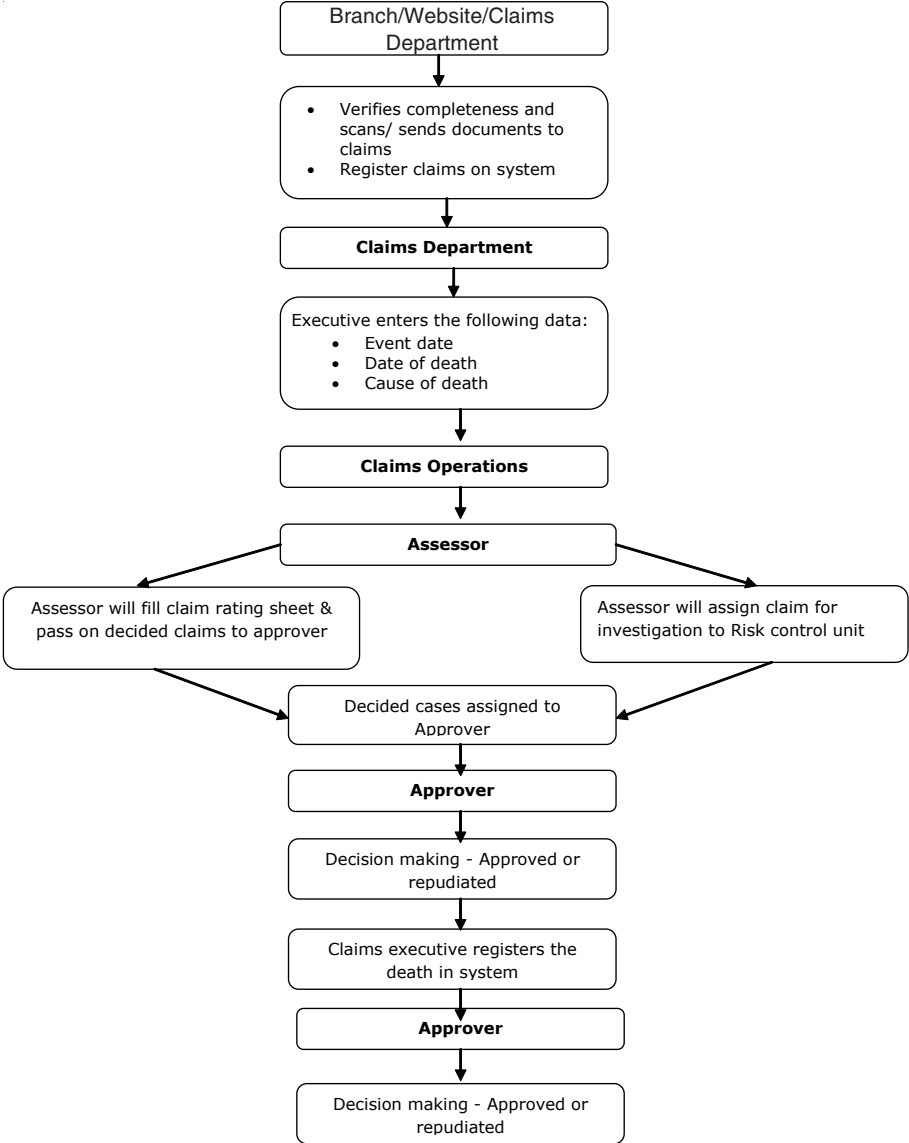 Branch/Website/Claims
Department
• Verifies completeness and
scans/ sends documents to
claims
• Register claims on system
Claims Department
Executive enters the following data:
• Event date
• Date of death
• Cause of death
Claims Operations
Assessor
Assessor will fill claim rating sheet &
pass on decided claims to approver
Assessor will assign claim for
investigation to Risk control unit
Decided cases assigned to
Approver
Approver
Decision making - Approved or
repudiated
Claims executive registers the
death in system
Approver
Decision making - Approved or
repudiated